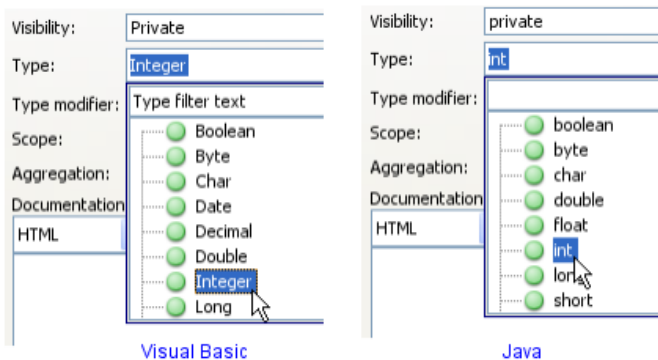 Visibility:
Private
Type:
Integer
Type modifier:
Type filter text
Scope:
Aggregation:
Documentation
HTML
Boolean
Byte
Char
Date
Decimal
Double
Integer
Long
Visual Basic
Visibility:
private
Type:
int
Type modifier:
Scope:
Aggregation:
Documentation
HTML
boolean
byte
char
double
float
int
long
short
Java